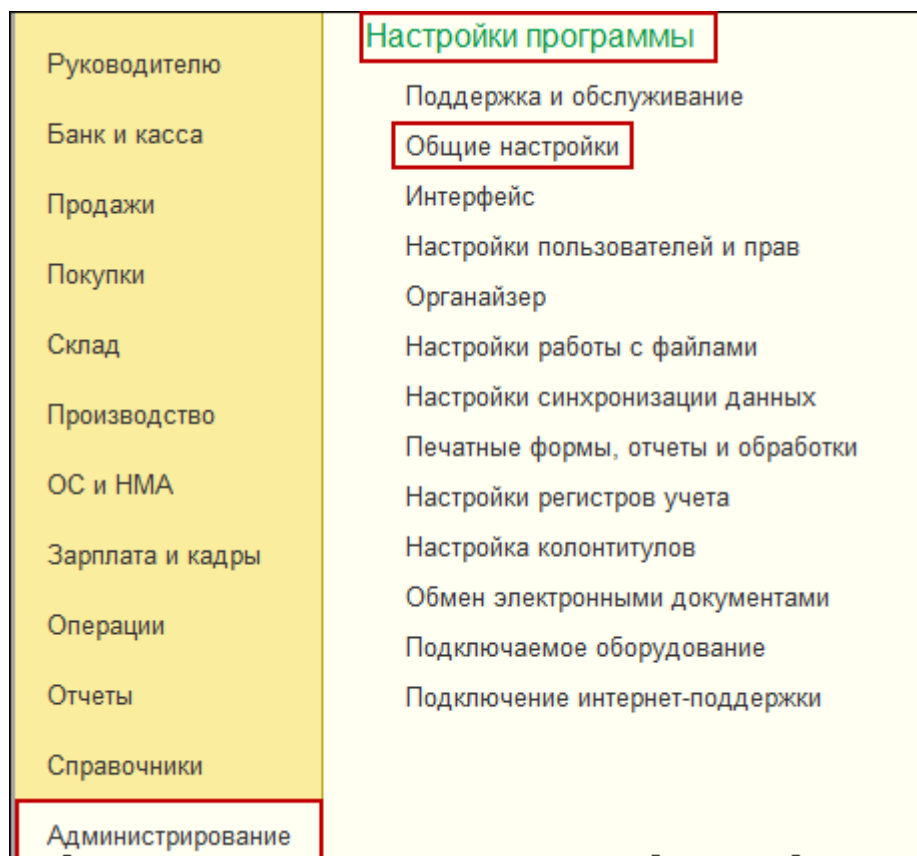 Руководителю
Банк и касса
Продажи
Покупки
Склад
Производство
ОС и НМА
Зарплата и кадры
Операции
Отчеты
Справочники
Администрирование
Настройки программы
Поддержка и обслуживание
Общие настройки
Интерфейс
Настройки пользователей и прав
Органайзер
Настройки работы с файлами
Настройки синхронизации данных
Печатные формы, отчеты и обработки
Настройки регистров учета
Настройка колонтитулов
Обмен электронными документами
Подключаемое оборудование
Подключение интернет-поддержки